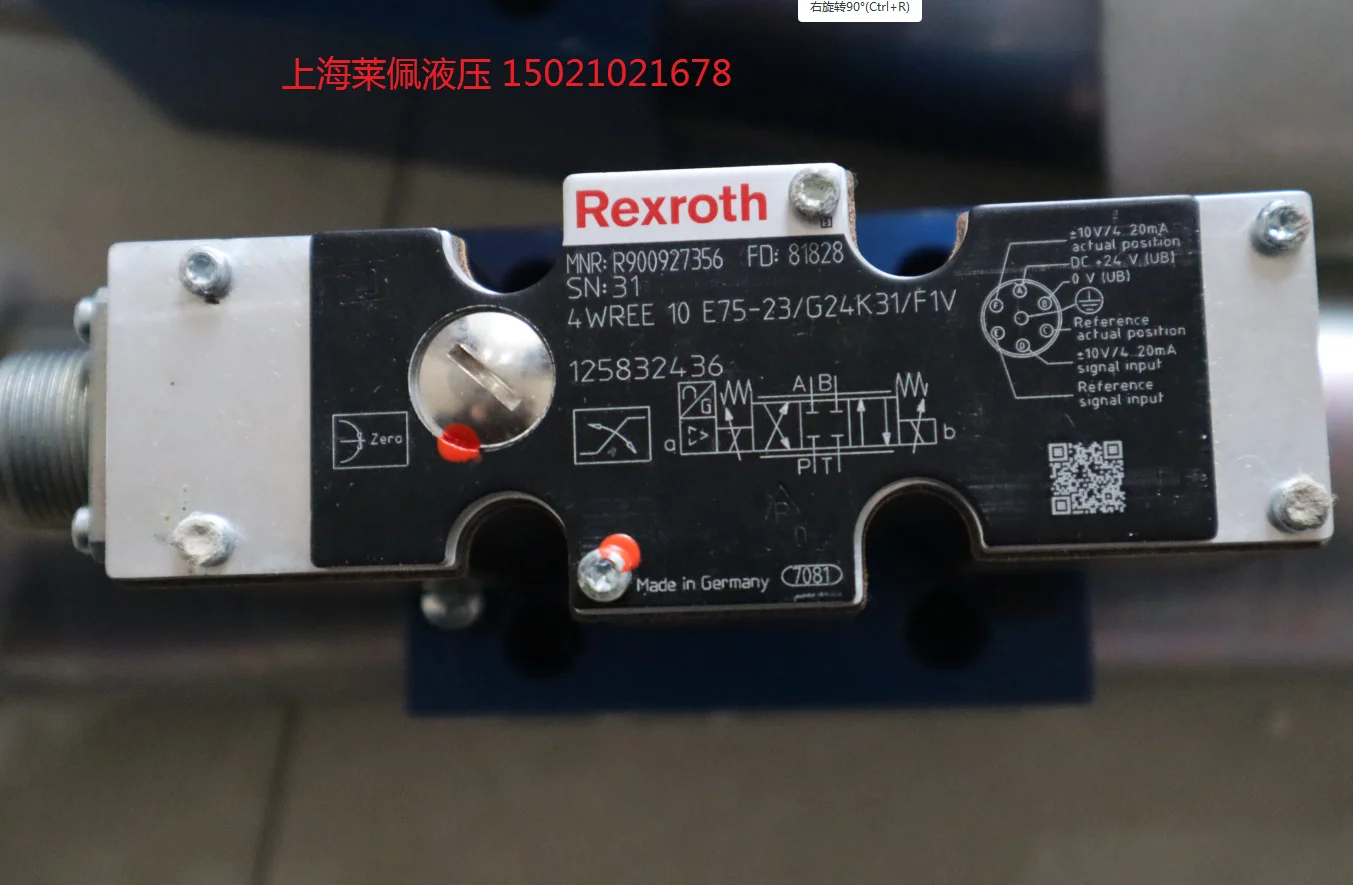 右旋转90°(Ctrl+R)
上海莱佩液压 15021021678
Rexroth
MNR: R900927356 FD: 81828
SN: 31
4WREE 10 E75-23/G24K31/F1V
125832436
Zero
G
a
A B
P T
b
±10V/4..20mA
actual position
DC +24 V (UB)
0 V (UB)
Reference
actual position
±10V/4..20mA
signal input
Reference
signal input
F A B
E D C
Made in Germany 7081